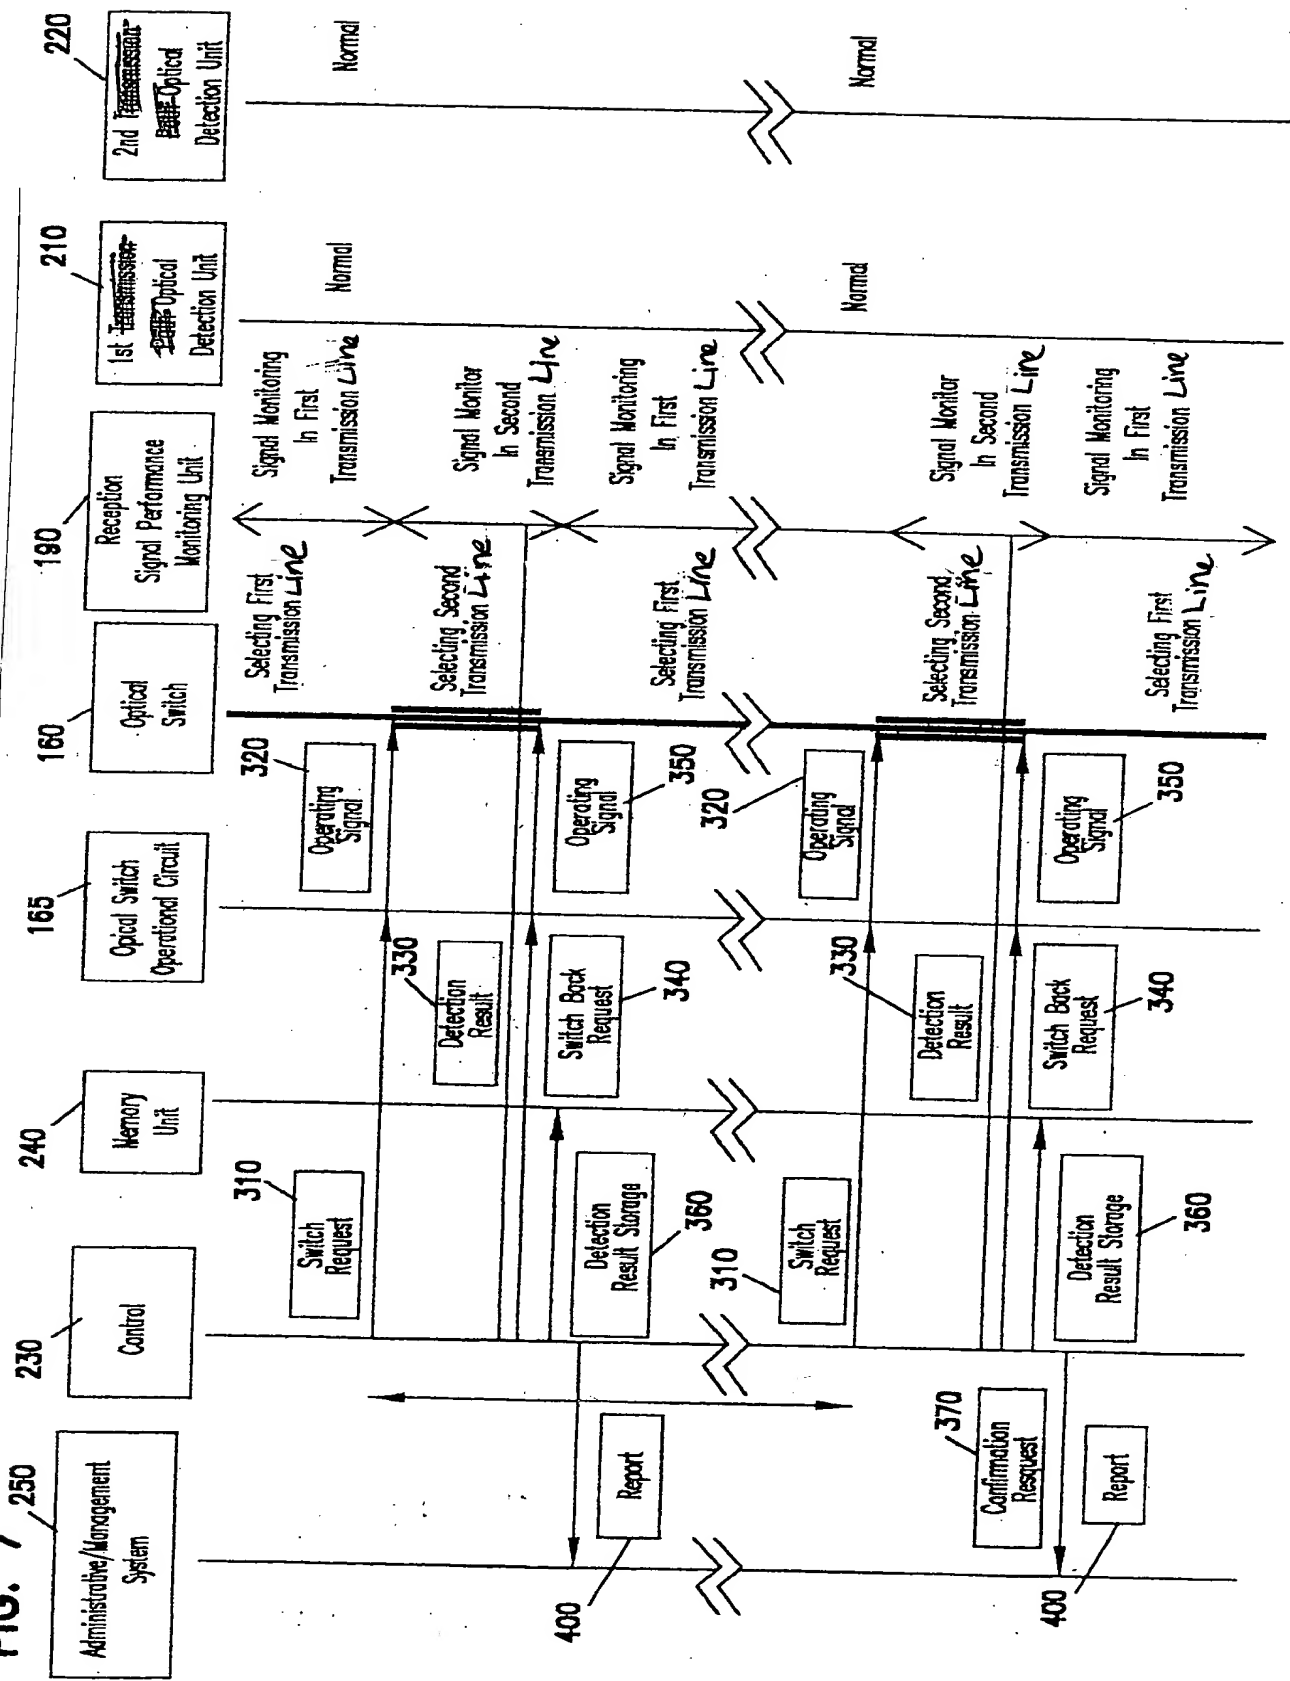 FIG. 7
250
Administrative/Management
System
230
Control
240
Memory
Unit
165
Opical Switch
Operational Circuit
160
Optical
Switch
190
Reception
Signal Performance
Monitoring Unit
210
1st Transmission
Path Optical
Detection Unit
220
2nd Transmission
Path Optical
Detection Unit
310
Switch
Request
320
Operating
Signal
Selecting First
Transmission Line
Signal Monitoring
In First
Transmission Line
Normal
Normal
330
Detection
Result
Selecting Second
Transmission Line
Signal Monitor
In Second
Transmission Line
400
Report
Detection
Result Storage
360
Switch Back
Request
340
Operating
Signal
350
Selecting First
Transmission Line
Signal Monitoring
In First
Transmission Line
310
Switch
Request
320
Operating
Signal
Normal
Normal
370
Confirmation
Resquest
330
Detection
Result
Selecting Second
Transmission Line
Signal Monitor
In Second
Transmission Line
400
Report
Detection
Result Storage
360
Switch Back
Request
340
Operating
Signal
350
Selecting First
Transmission Line
Signal Monitoring
In First
Transmission Line